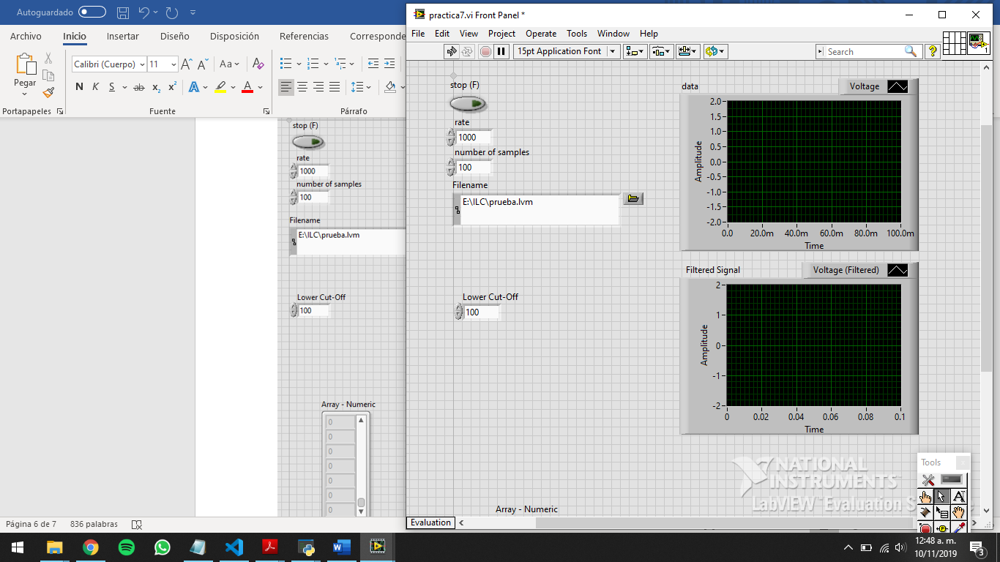 Autoguardado
Archivo Inicio Insertar Diseño Disposición Referencias Corresponde
Pegar
Calibri (Cuerpo) 11
Aa
N K S ab x₂ x² A A
Portapapeles Fuente Párrafo
stop (F)
rate
1000
number of samples
100
Filename
E:\ILC\prueba.lvm
Lower Cut-Off
100
Array - Numeric
0
0
0
0
0
0
0
Página 6 de 7 836 palabras
practica7.vi Front Panel *
File Edit View Project Operate Tools Window Help
15pt Application Font
Search
1
stop (F)
rate
1000
number of samples
100
Filename
E:\ILC\prueba.lvm
Lower Cut-Off
100
Array - Numeric
data Voltage
Amplitude
2.0
1.5
1.0
0.5
0.0
-0.5
-1.0
-1.5
-2.0
0.0 20.0m 40.0m 60.0m 80.0m 100.0m
Time
Filtered Signal Voltage (Filtered)
Amplitude
2
1
0
-1
-2
0 0.02 0.04 0.06 0.08 0.1
Time
NATIONAL
INSTRUMENTS
LabVIEW™ Evaluation S
Tools
Evaluation
12:48 a. m.
10/11/2019
3